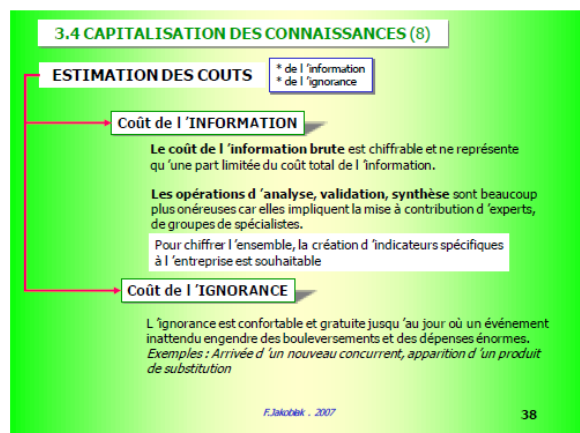 3.4 CAPITALISATION DES CONNAISSANCES (8)
ESTIMATION DES COUTS
* de l 'information
* de l 'ignorance
Coût de l 'INFORMATION
Le coût de l 'information brute est chiffrable et ne représente
qu 'une part limitée du coût total de l 'information.
Les opérations d 'analyse, validation, synthèse sont beaucoup
plus onéreuses car elles impliquent la mise à contribution d 'experts,
de groupes de spécialistes.
Pour chiffrer l 'ensemble, la création d 'indicateurs spécifiques
à l 'entreprise est souhaitable
Coût de l 'IGNORANCE
L 'ignorance est confortable et gratuite jusqu 'au jour où un événement
inattendu engendre des bouleversements et des dépenses énormes.
Exemples : Arrivée d 'un nouveau concurrent, apparition d 'un produit
de substitution
F.Jakobiak . 2007
38